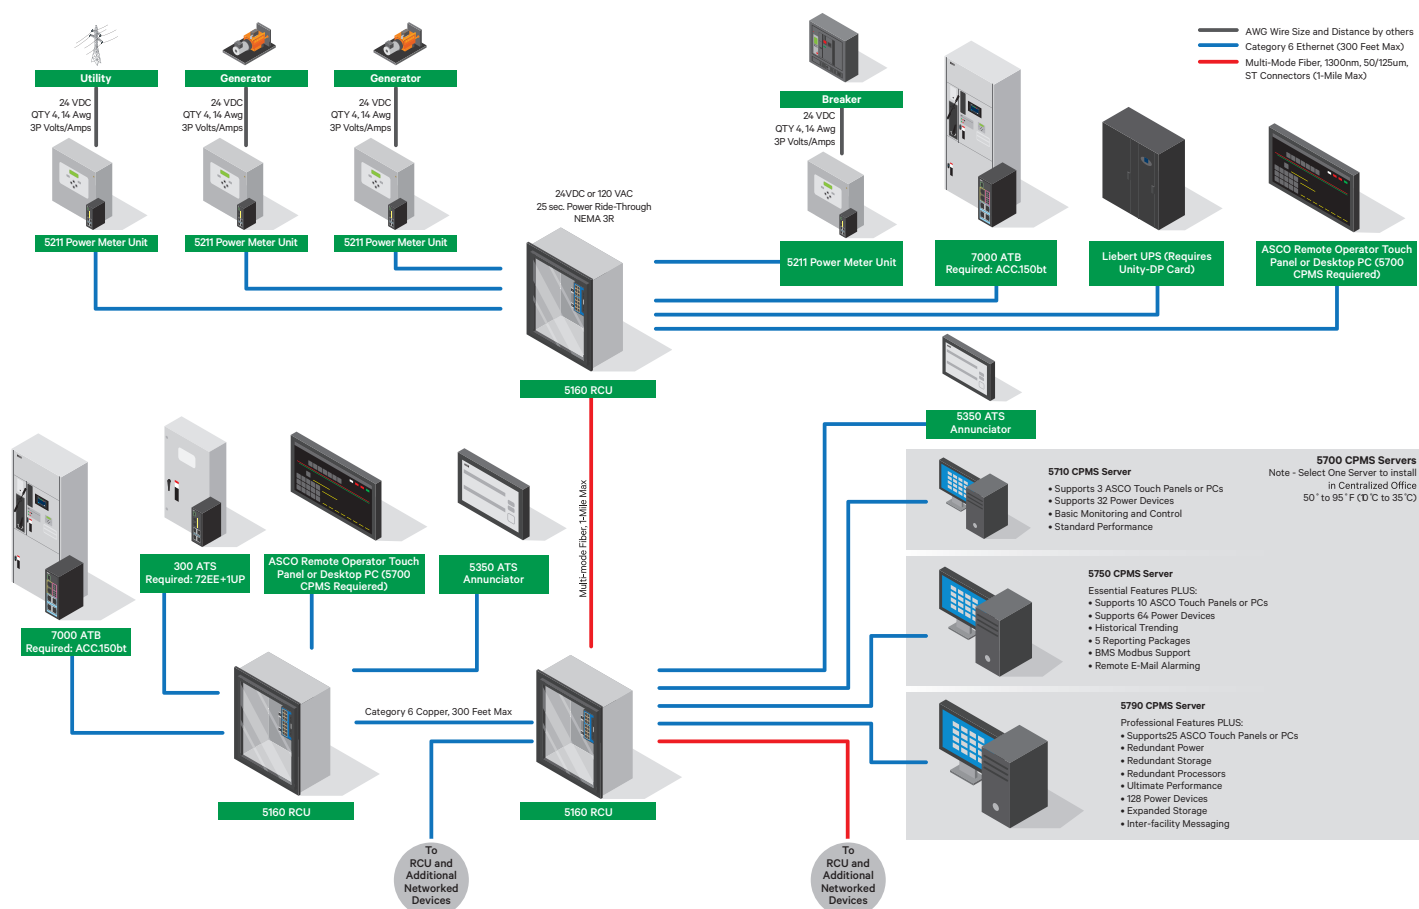 AWG Wire Size and Distance by others
Category 6 Ethernet (300 Feet Max)
Multi-Mode Fiber, 1300nm, 50/125um,
ST Connectors (1-Mile Max)
Utility
24 VDC
QTY 4, 14 Awg
3P Volts/Amps
5211 Power Meter Unit
Generator
24 VDC
QTY 4, 14 Awg
3P Volts/Amps
5211 Power Meter Unit
Generator
24 VDC
QTY 4, 14 Awg
3P Volts/Amps
5211 Power Meter Unit
24VDC or 120 VAC
25 sec. Power Ride-Through
NEMA 3R
5160 RCU
Breaker
24 VDC
QTY 4, 14 Awg
3P Volts/Amps
5211 Power Meter Unit
7000 ATB
Required: ACC.150bt
Liebert UPS (Requires
Unity-DP Card)
ASCO Remote Operator Touch
Panel or Desktop PC (5700
CPMS Requiered)
5350 ATS
Annunciator
7000 ATB
Required: ACC.150bt
300 ATS
Required: 72EE+1UP
ASCO Remote Operator Touch
Panel or Desktop PC (5700
CPMS Requiered)
5350 ATS
Annunciator
Multi-mode Fiber, 1-Mile Max
5160 RCU
Category 6 Copper, 300 Feet Max
5160 RCU
To
RCU and
Additional
Networked
Devices
To
RCU and
Additional
Networked
Devices
5700 CPMS Servers
Note - Select One Server to install
in Centralized Office
50˚ to 95˚ F (10˚C to 35˚C)
5710 CPMS Server
• Supports 3 ASCO Touch Panels or PCs
• Supports 32 Power Devices
• Basic Monitoring and Control
• Standard Performance
5750 CPMS Server
Essential Features PLUS:
• Supports 10 ASCO Touch Panels or PCs
• Supports 64 Power Devices
• Historical Trending
• 5 Reporting Packages
• BMS Modbus Support
• Remote E-Mail Alarming
5790 CPMS Server
Professional Features PLUS:
• Supports25 ASCO Touch Panels or PCs
• Redundant Power
• Redundant Storage
• Redundant Processors
• Ultimate Performance
• 128 Power Devices
• Expanded Storage
• Inter-facility Messaging